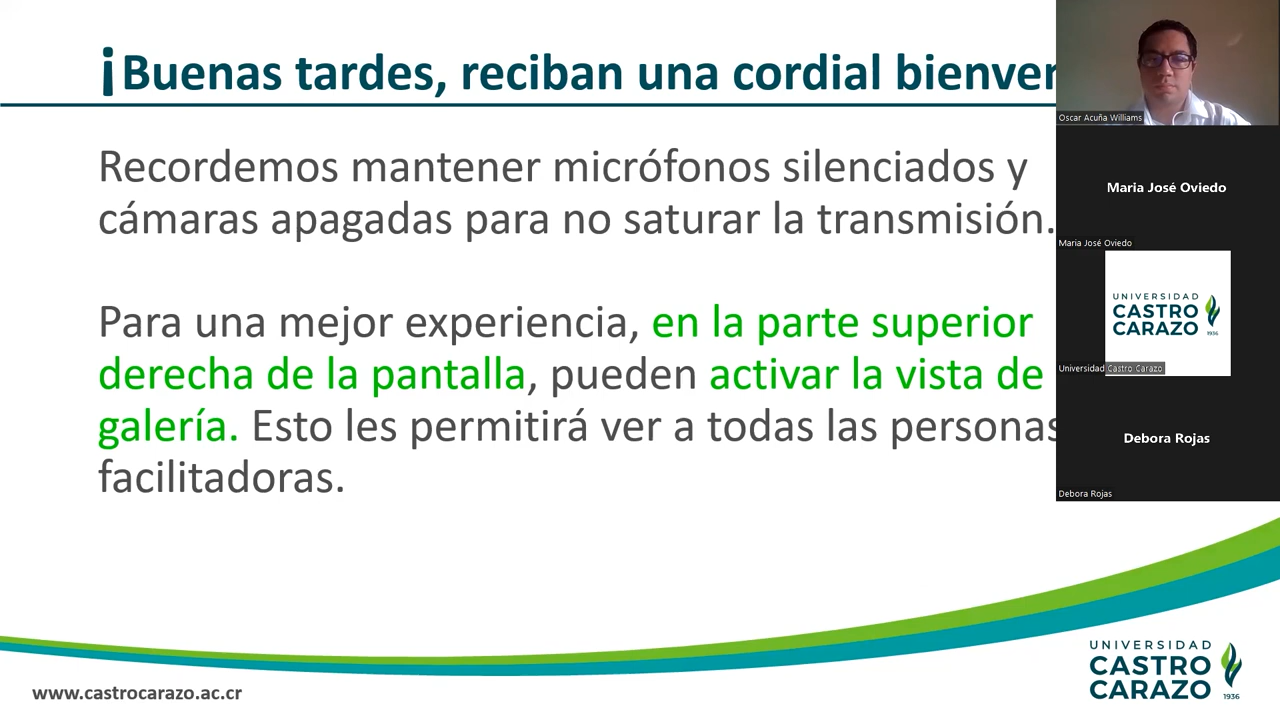 ¡Buenas tardes, reciban una cordial
Recordemos mantener micrófonos silenciados y
cámaras apagadas para no saturar la transmisión.
Para una mejor experiencia, en la parte superior
derecha de la pantalla, pueden activar la vista de
galería. Esto les permitirá ver a todas las personas
facilitadoras.
Oscar Acuña Williams
Maria José Oviedo
Maria José Oviedo
UNIVERSIDAD
CASTRO
CARAZO
1936
Universidad Castro Carazo
Debora Rojas
Debora Rojas
www.castrocarazo.ac.cr
UNIVERSIDAD
CASTRO
CARAZO
1936